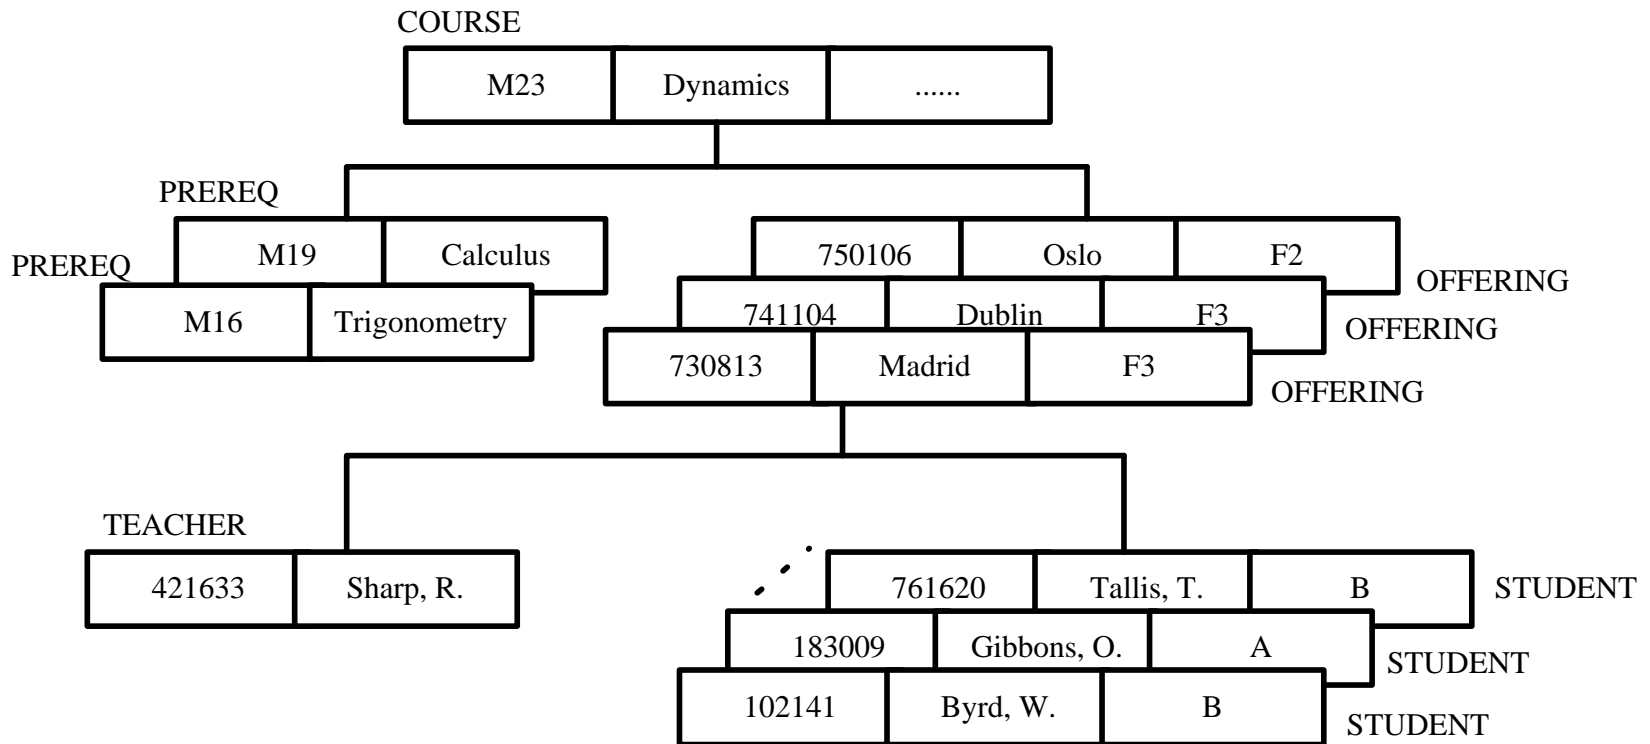 COURSE
M23 Dynamics ......
PREREQ
M19 Calculus
PREREQ
M16 Trigonometry
750106 Oslo F2
OFFERING
741104 Dublin F3
OFFERING
730813 Madrid F3
OFFERING
TEACHER
421633 Sharp, R.
761620 Tallis, T. B
STUDENT
183009 Gibbons, O. A
STUDENT
102141 Byrd, W. B
STUDENT